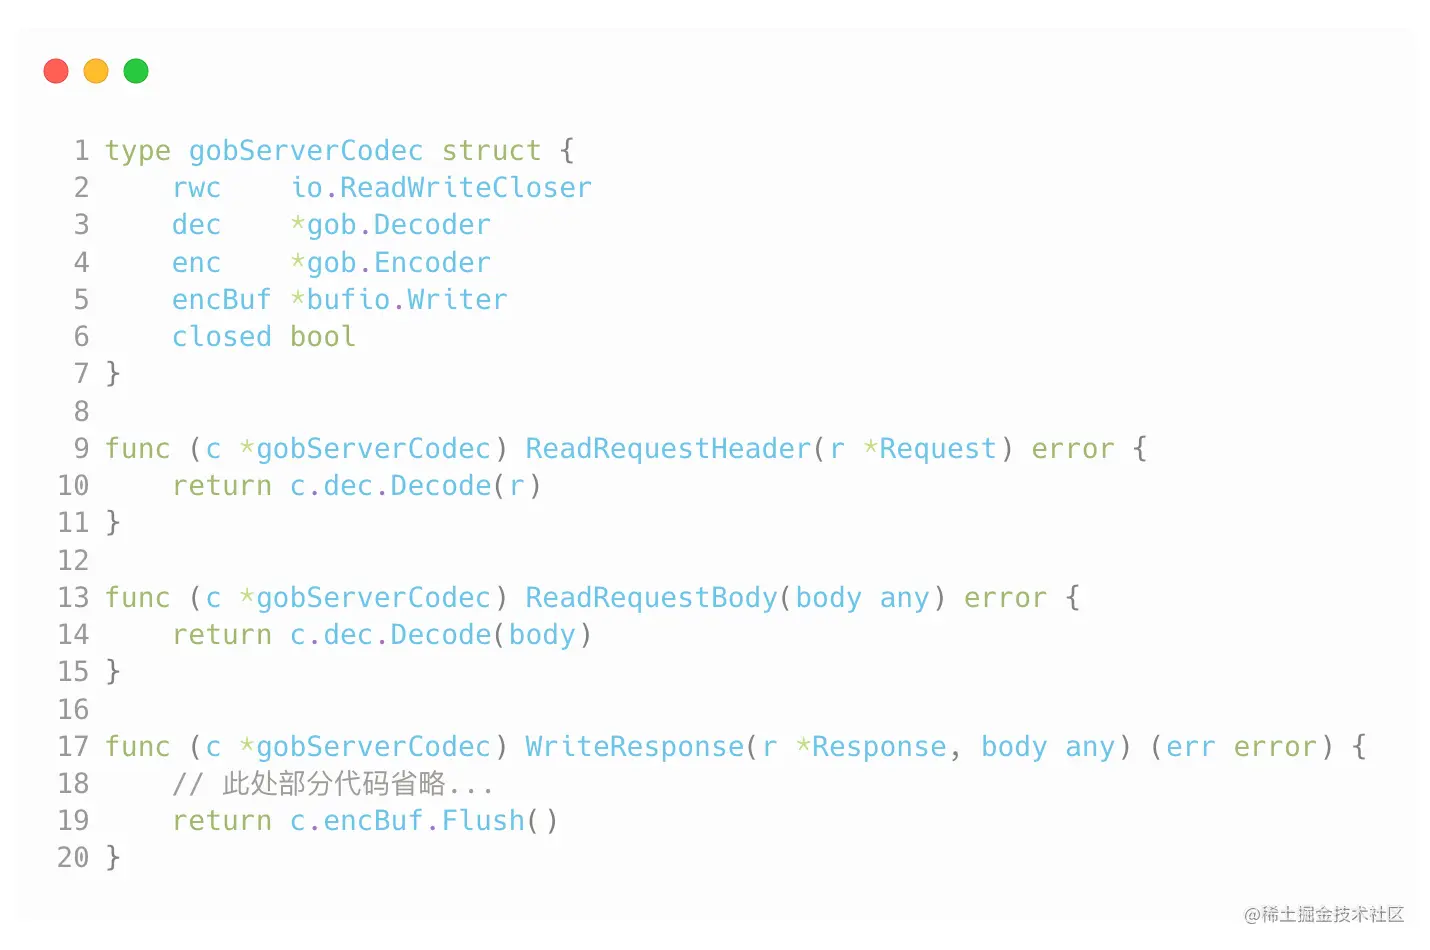 1 type gobServerCodec struct {
2     rwc    io.ReadWriteCloser
3     dec    *gob.Decoder
4     enc    *gob.Encoder
5     encBuf *bufio.Writer
6     closed bool
7 }
8
9 func (c *gobServerCodec) ReadRequestHeader(r *Request) error {
10     return c.dec.Decode(r)
11 }
12
13 func (c *gobServerCodec) ReadRequestBody(body any) error {
14     return c.dec.Decode(body)
15 }
16
17 func (c *gobServerCodec) WriteResponse(r *Response, body any) (err error) {
18     // 此处部分代码省略...
19     return c.encBuf.Flush()
20 }
@稀土掘金技术社区